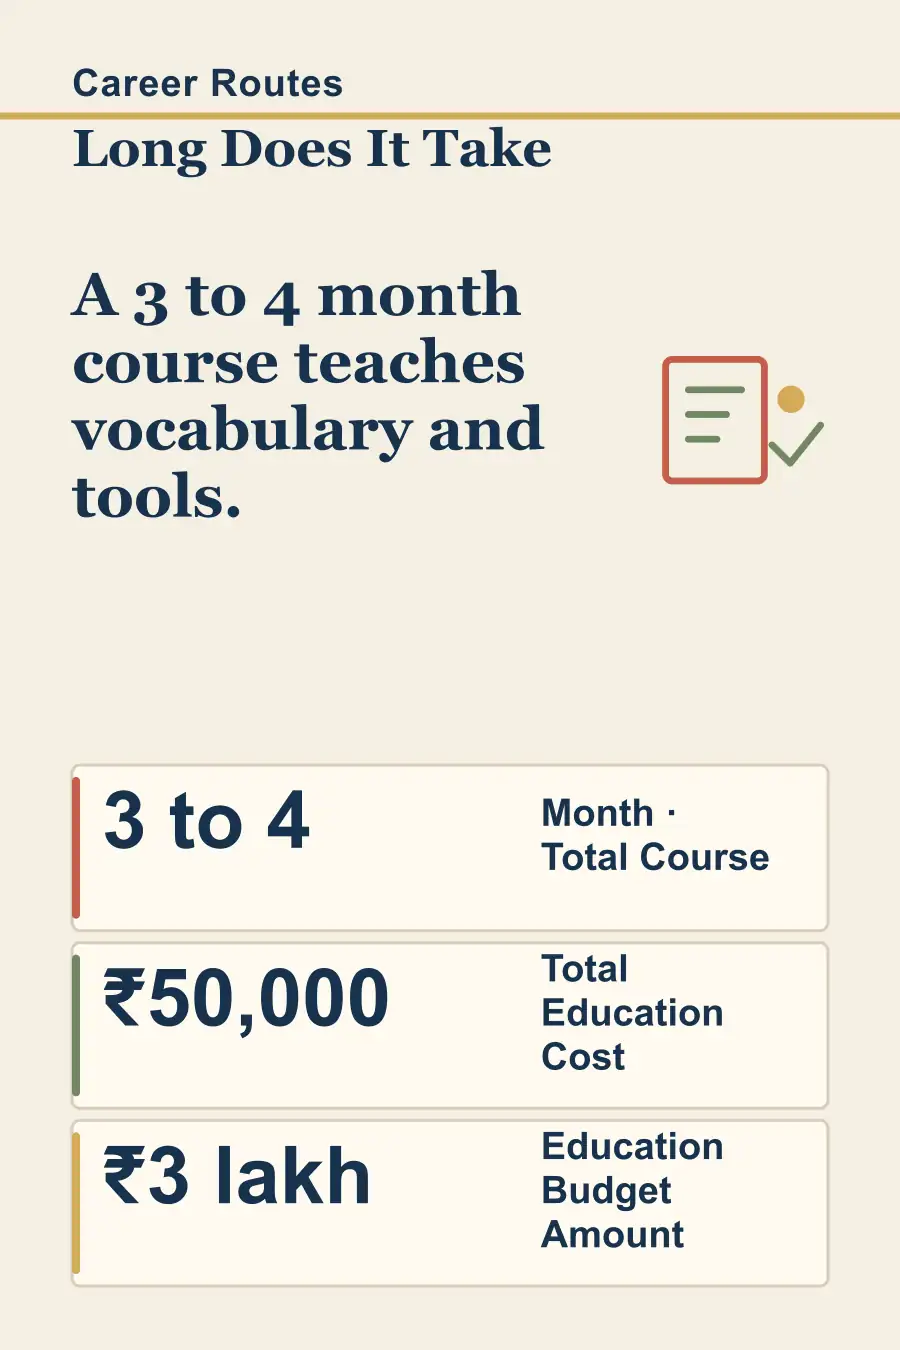 Career Routes
Long Does It Take
A 3 to 4 month
course teaches
vocabulary and
tools.
3 to 4
Month ·
Total Course
₹50,000
Total
Education
Cost
₹3 lakh
Education
Budget
Amount